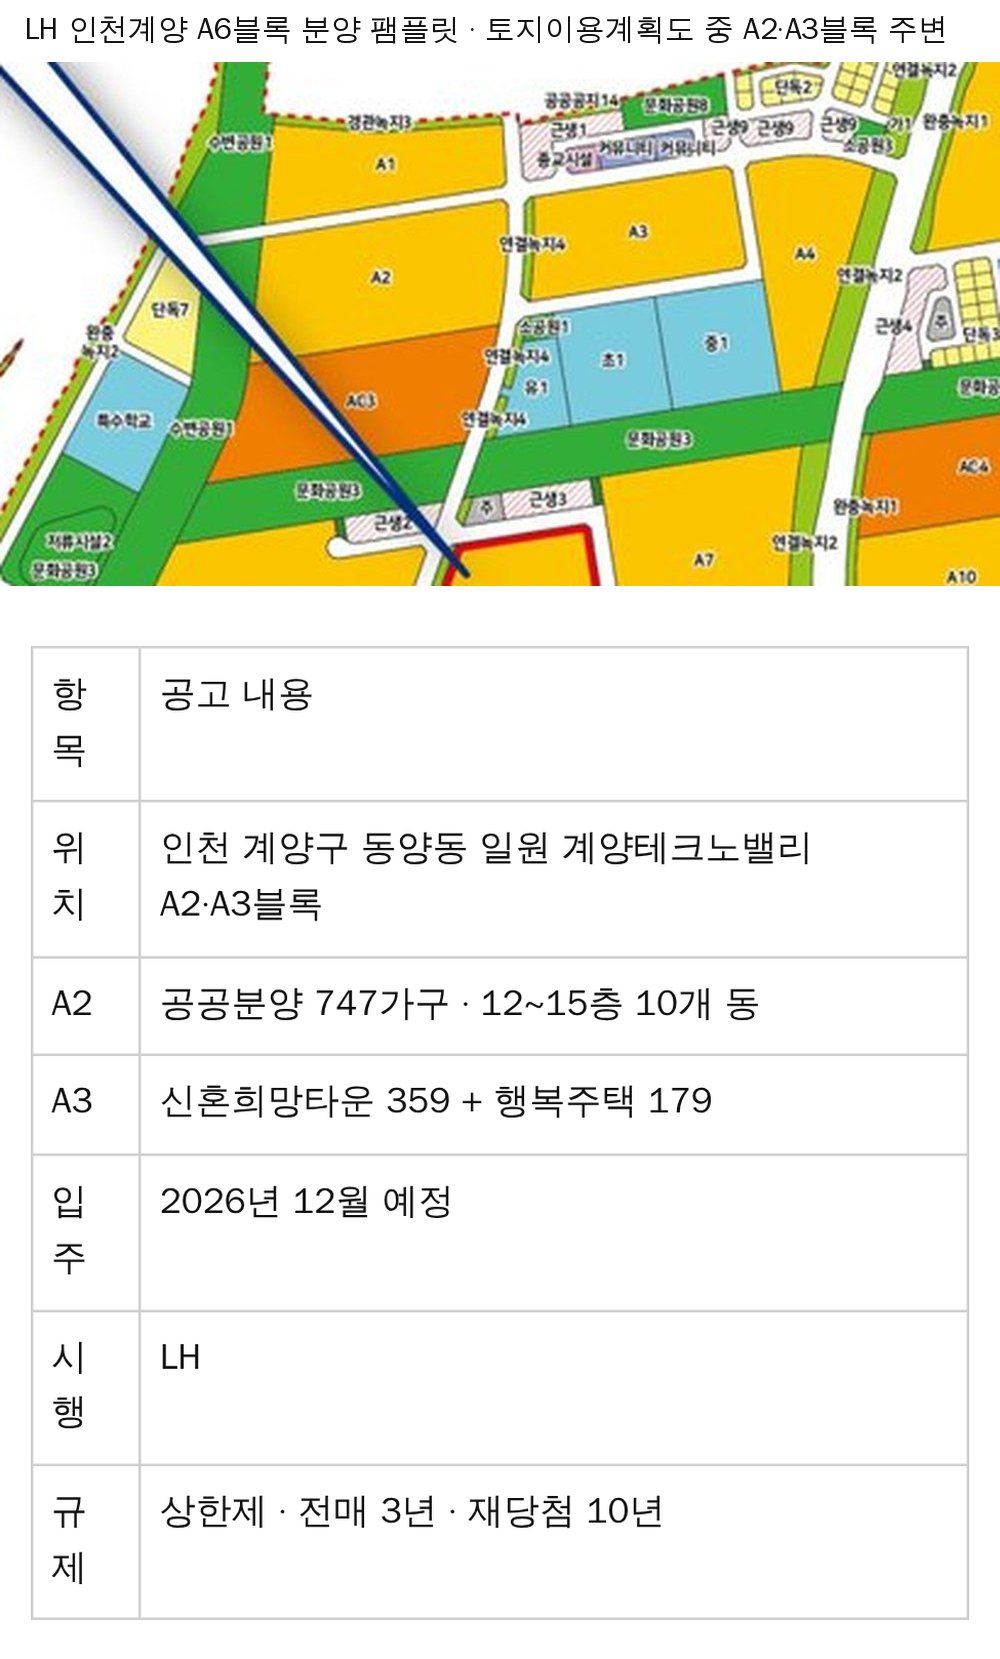 LH 인천계양 A6블록 분양 팸플릿 · 토지이용계획도 중 A2·A3블록 주변
연결녹지2
단독2
공공공지14
문화공원8
경관녹지3
수변공원1
근생1
근생9
근생9
근생9
가1
완충녹지1
소공원3
종교시설
커뮤니티
커뮤니티
A1
A2
연결녹지4
A3
A4
연결녹지2
단독7
완충
녹지2
근생4
주
단독3
소공원1
연결녹지4
유1
초1
중1
AC3
연결녹지4
특수학교
수변공원1
문화공원3
문화공
AC4
문화공원3
근생2
주
근생3
완충녹지1
저류시설2
문화공원3
연결녹지2
A7
A10
항
목
공고 내용
위
치
인천 계양구 동양동 일원 계양테크노밸리
A2·A3블록
A2
공공분양 747가구 · 12~15층 10개 동
A3
신혼희망타운 359 + 행복주택 179
입
주
2026년 12월 예정
시
행
LH
규
제
상한제 · 전매 3년 · 재당첨 10년